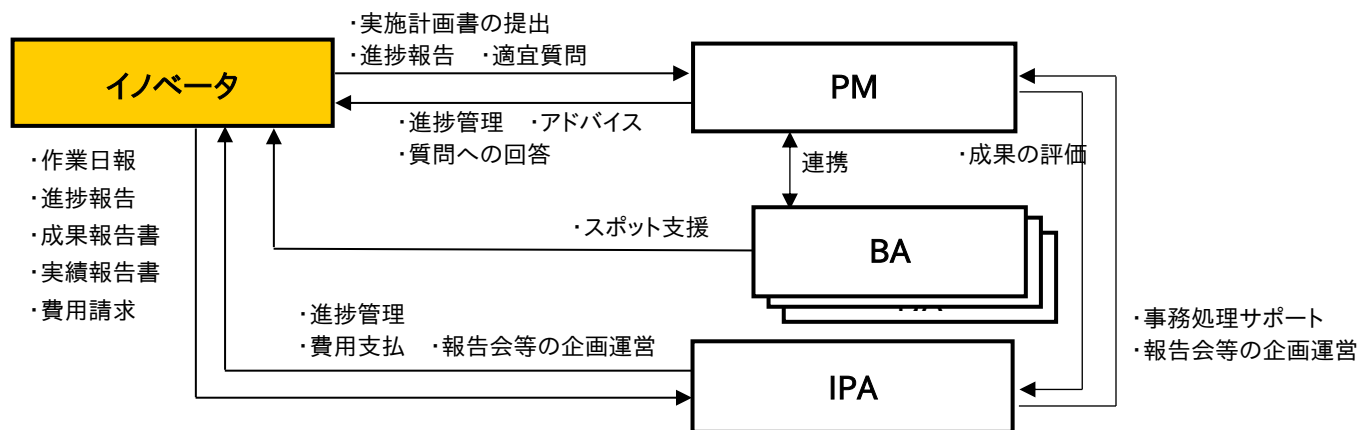 ・実施計画書の提出
・進捗報告　・適宜質問
イノベータ
PM
・進捗管理　・アドバイス
・質問への回答
連携
・成果の評価
・作業日報
・進捗報告
・成果報告書
・実績報告書
・費用請求
・スポット支援
BA
・進捗管理
・費用支払　・報告会等の企画運営
・事務処理サポート
・報告会等の企画運営
IPA